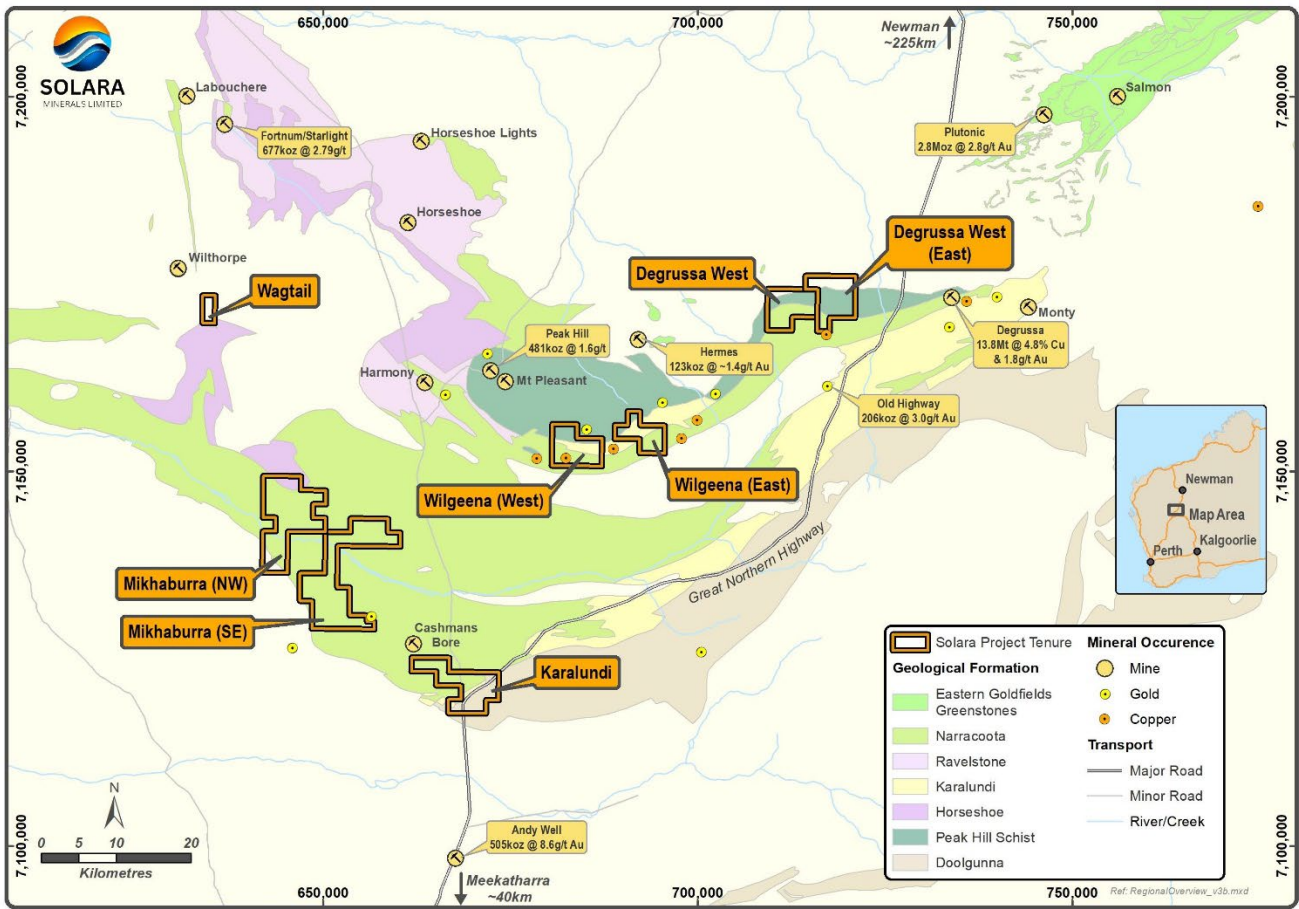 650,000
700,000
750,000
Newman
~225km
SOLARA
MINERALS LIMITED
7,200,000
7,200,000
Labouchere
Fortnum/Starlight
677koz @ 2.79g/t
Horseshoe Lights
Salmon
Plutonic
2.8Moz @ 2.8g/t Au
Horseshoe
Wilthorpe
Wagtail
Degrussa West
Degrussa West
(East)
Monty
Degrussa
13.8Mt @ 4.8% Cu
& 1.8g/t Au
Peak Hill
481koz @ 1.6g/t
Hermes
123koz @ ~1.4g/t Au
Harmony
Mt Pleasant
Old Highway
206koz @ 3.0g/t Au
7,150,000
7,150,000
Wilgeena (West)
Wilgeena (East)
Great Northern Highway
Mikhaburra (NW)
Mikhaburra (SE)
Cashmans
Bore
Karalundi
Newman
Map Area
Perth
Kalgoorlie
Solara Project Tenure
Geological Formation
Eastern Goldfields
Greenstones
Narracoota
Ravelstone
Karalundi
Horseshoe
Peak Hill Schist
Doolgunna
Mineral Occurence
Mine
Gold
Copper
Transport
Major Road
Minor Road
River/Creek
N
0 5 10 20
Kilometres
7,100,000
7,100,000
Andy Well
505koz @ 8.6g/t Au
Meekatharra
~40km
650,000
700,000
750,000
Ref: RegionalOverview_v3b.mxd